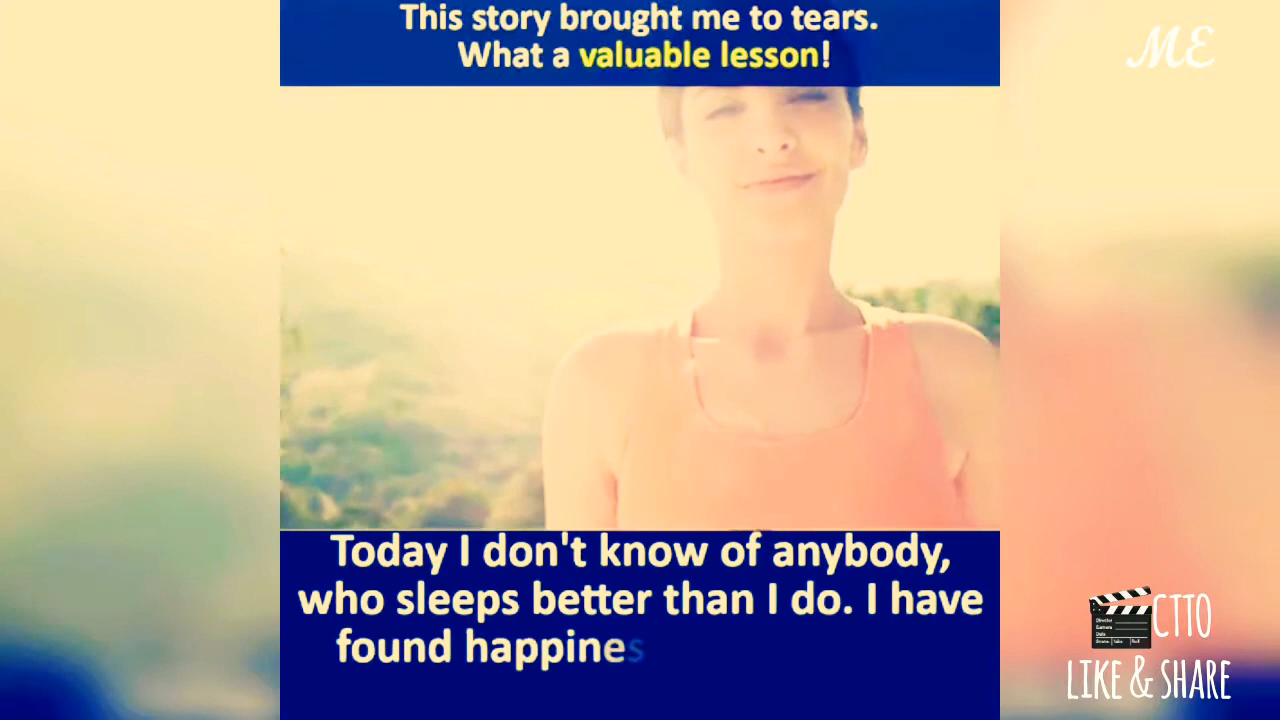 This story brought me to tears.
What a valuable lesson!
ME
Today I don't know of anybody,
who sleeps better than I do. I have
found happines
CTTO
LIKE & SHARE